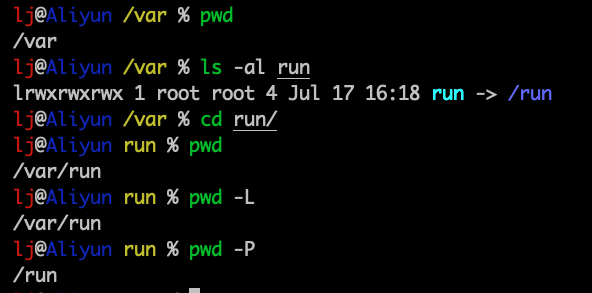 lj@Aliyun /var % pwd
/var
lj@Aliyun /var % ls -al run
lrwxrwxrwx 1 root root 4 Jul 17 16:18 run -> /run
lj@Aliyun /var % cd run/
lj@Aliyun run % pwd
/var/run
lj@Aliyun run % pwd -L
/var/run
lj@Aliyun run % pwd -P
/run